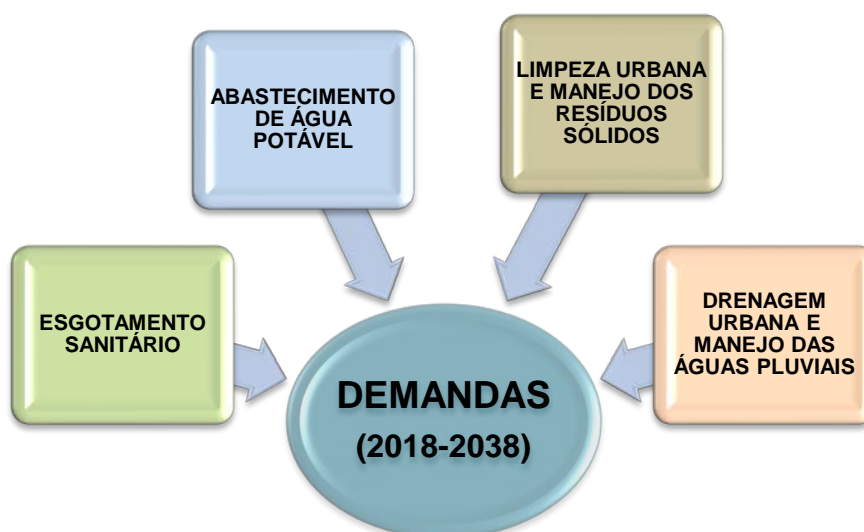 ESGOTAMENTO
SANITÁRIO
ABASTECIMENTO
DE ÁGUA
POTÁVEL
LIMPEZA URBANA
E MANEJO DOS
RESÍDUOS
SÓLIDOS
DRENAGEM
URBANA E
MANEJO DAS
ÁGUAS PLUVIAIS
DEMANDAS
(2018-2038)